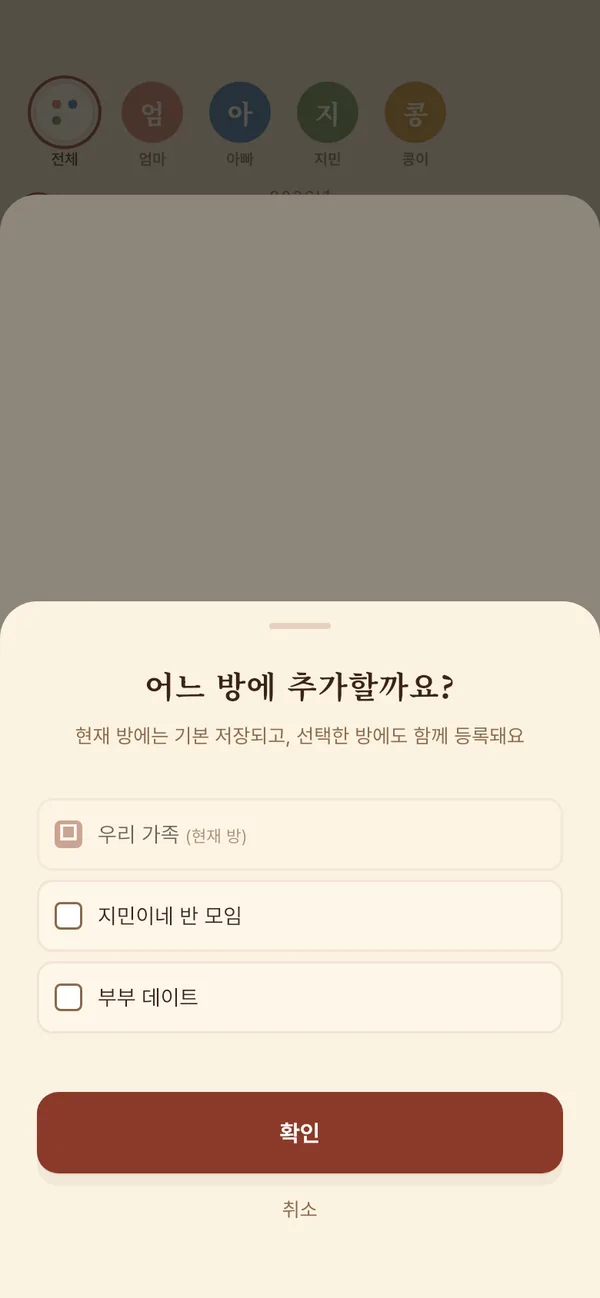 엄 아 지 콩
전체 엄마 아빠 지민 콩이
어느 방에 추가할까요?
현재 방에는 기본 저장되고, 선택한 방에도 함께 등록돼요
우리 가족 (현재 방)
지민이네 반 모임
부부 데이트
확인
취소